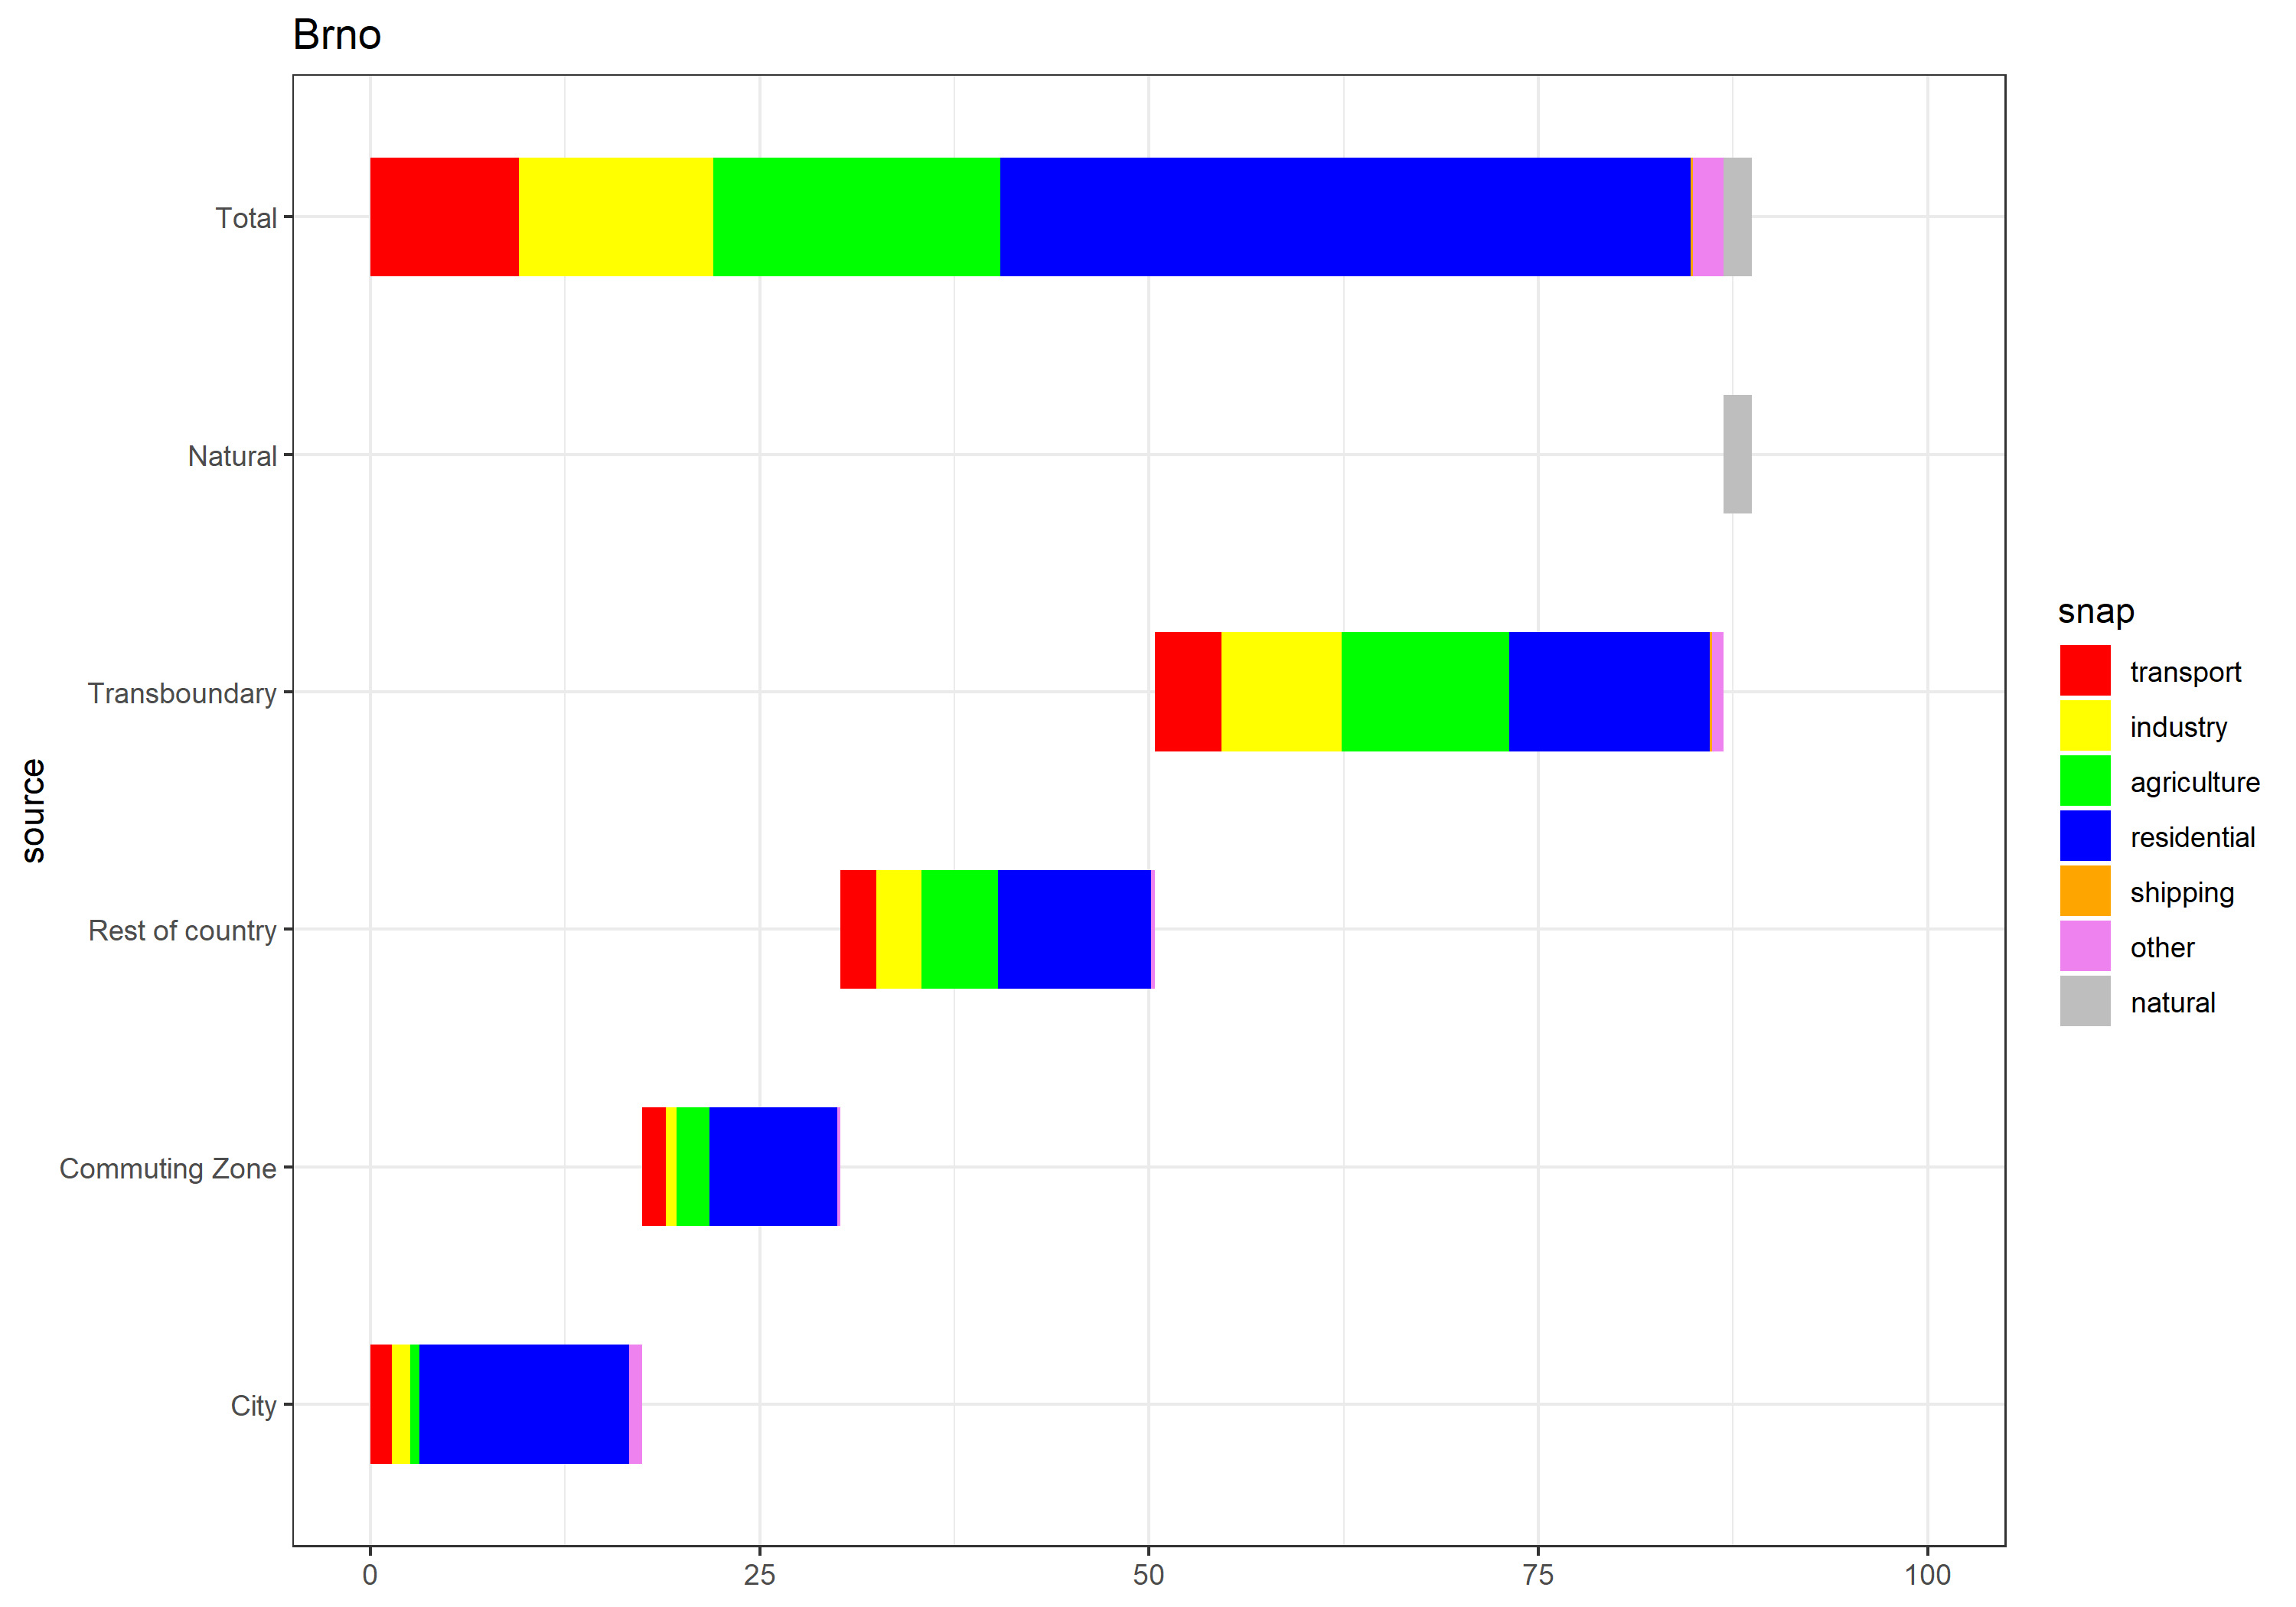 Brno
source
Total
Natural
Transboundary
Rest of country
Commuting Zone
City
0 25 50 75 100
snap
transport
industry
agriculture
residential
shipping
other
natural